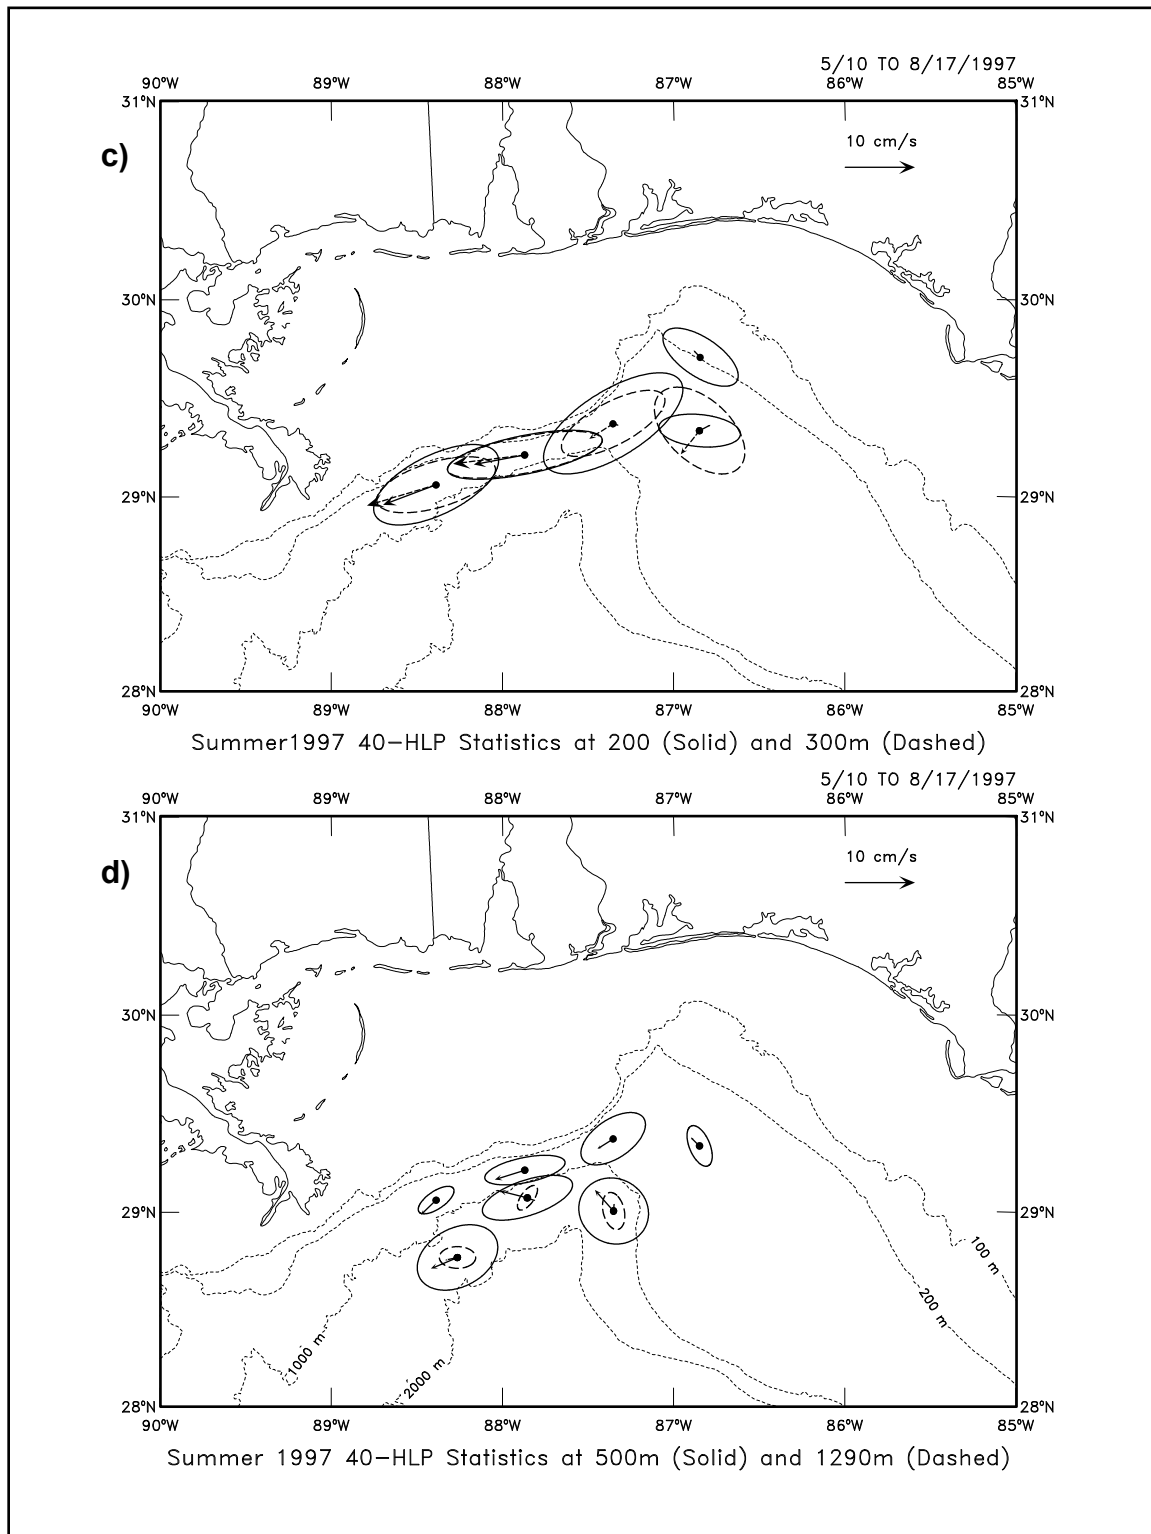 5/10 TO 8/17/1997
90°W 89°W 88°W 87°W 86°W 85°W
31°N 31°N
c)
10 cm/s
30°N 30°N
29°N 29°N
28°N 28°N
90°W 89°W 88°W 87°W 86°W 85°W
Summer1997 40-HLP Statistics at 200 (Solid) and 300m (Dashed)
5/10 TO 8/17/1997
90°W 89°W 88°W 87°W 86°W 85°W
31°N 31°N
d)
10 cm/s
30°N 30°N
29°N 29°N
100 m
200 m
1000 m
2000 m
28°N 28°N
90°W 89°W 88°W 87°W 86°W 85°W
Summer 1997 40-HLP Statistics at 500m (Solid) and 1290m (Dashed)